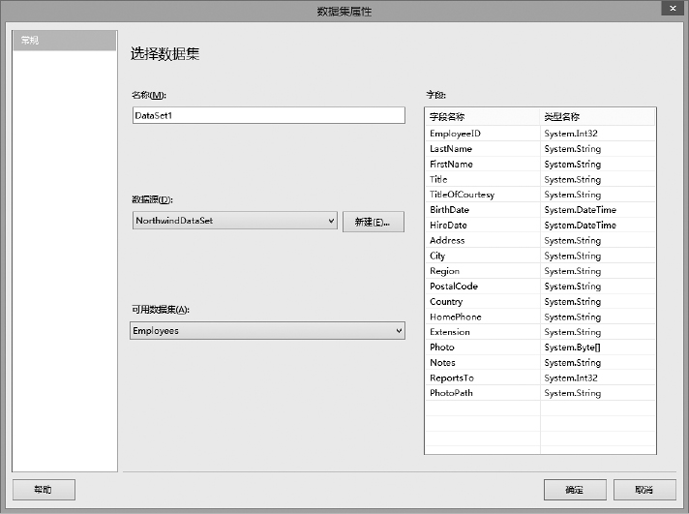 数据集属性
常规
选择数据集
名称(M):
DataSet1
数据源(D):
NorthwindDataSet
新建(E)...
可用数据集(A):
Employees
字段:
字段名称 类型名称
EmployeeID System.Int32
LastName System.String
FirstName System.String
Title System.String
TitleOfCourtesy System.String
BirthDate System.DateTime
HireDate System.DateTime
Address System.String
City System.String
Region System.String
PostalCode System.String
Country System.String
HomePhone System.String
Extension System.String
Photo System.Byte[]
Notes System.String
ReportsTo System.Int32
PhotoPath System.String
帮助
确定
取消